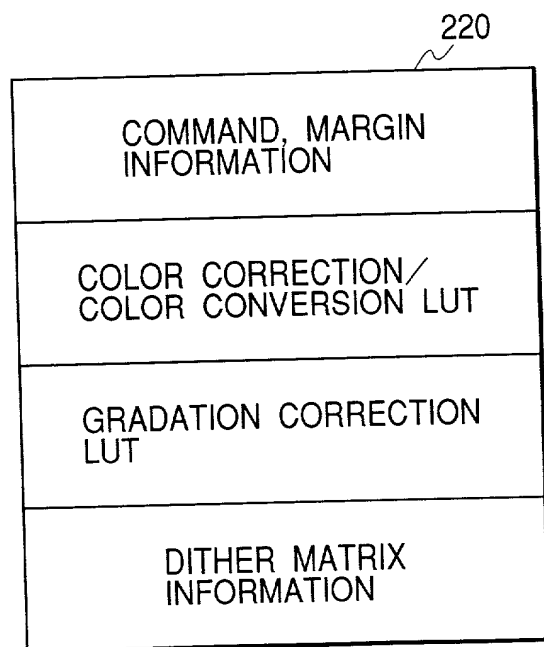 220
COMMAND, MARGIN
INFORMATION
COLOR CORRECTION/
COLOR CONVERSION LUT
GRADATION CORRECTION
LUT
DITHER MATRIX
INFORMATION